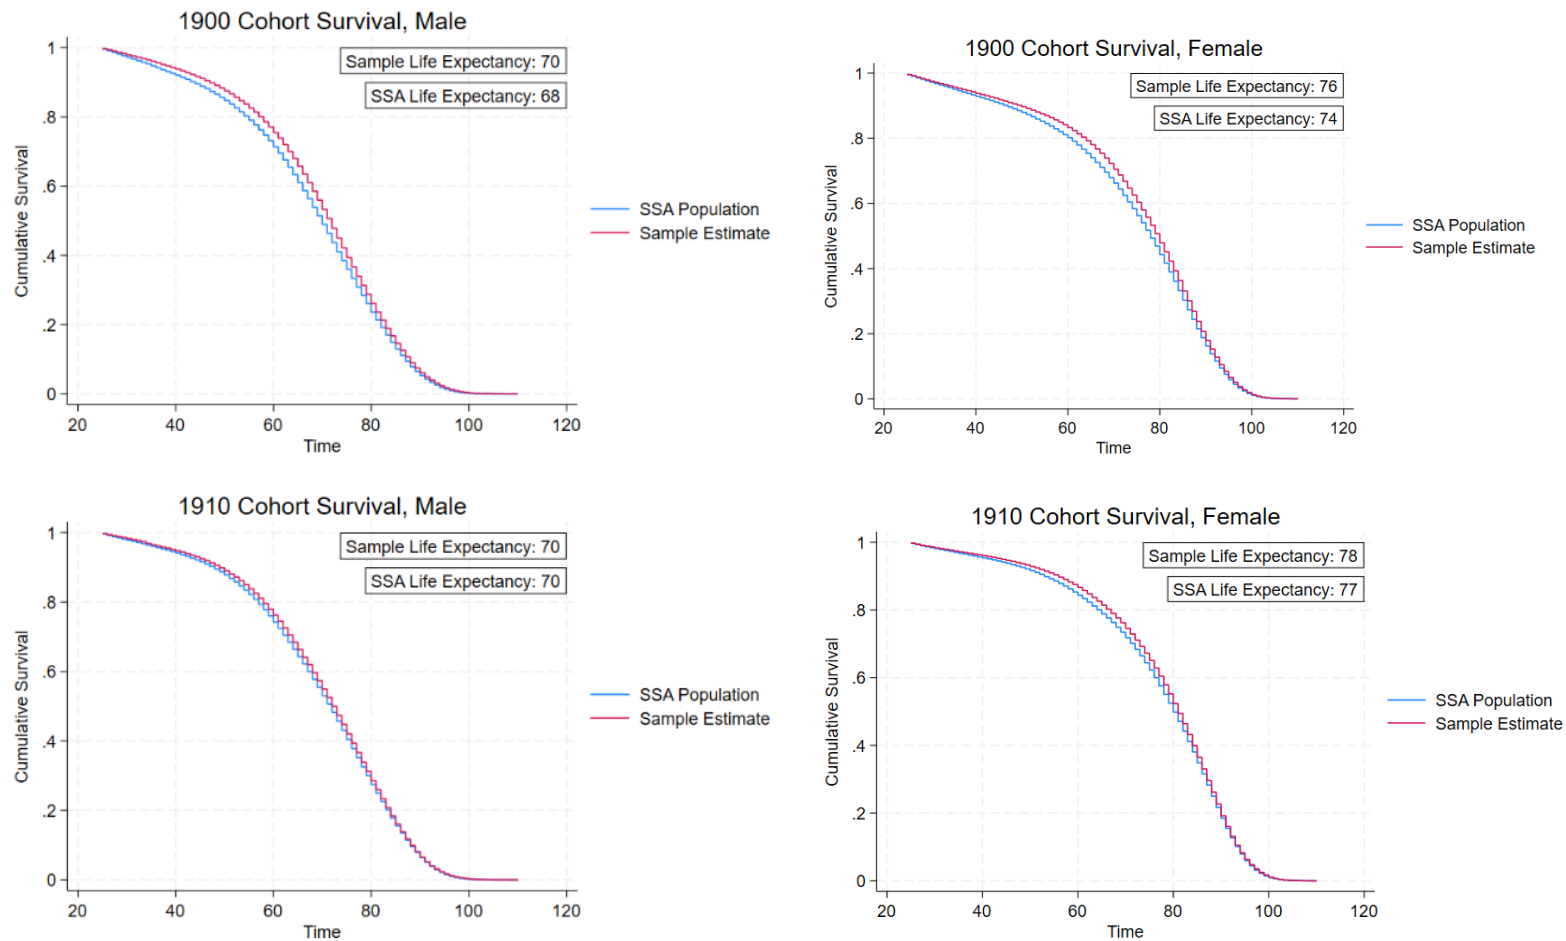 1900 Cohort Survival, Male
Sample Life Expectancy: 70
SSA Life Expectancy: 68
1
.8
.6
.4
.2
0
Cumulative Survival
20 40 60 80 100 120
Time
SSA Population
Sample Estimate
1900 Cohort Survival, Female
Sample Life Expectancy: 76
SSA Life Expectancy: 74
1
.8
.6
.4
.2
0
Cumulative Survival
20 40 60 80 100 120
Time
SSA Population
Sample Estimate
1910 Cohort Survival, Male
Sample Life Expectancy: 70
SSA Life Expectancy: 70
1
.8
.6
.4
.2
0
Cumulative Survival
20 40 60 80 100 120
Time
SSA Population
Sample Estimate
1910 Cohort Survival, Female
Sample Life Expectancy: 78
SSA Life Expectancy: 77
1
.8
.6
.4
.2
0
Cumulative Survival
20 40 60 80 100 120
Time
SSA Population
Sample Estimate